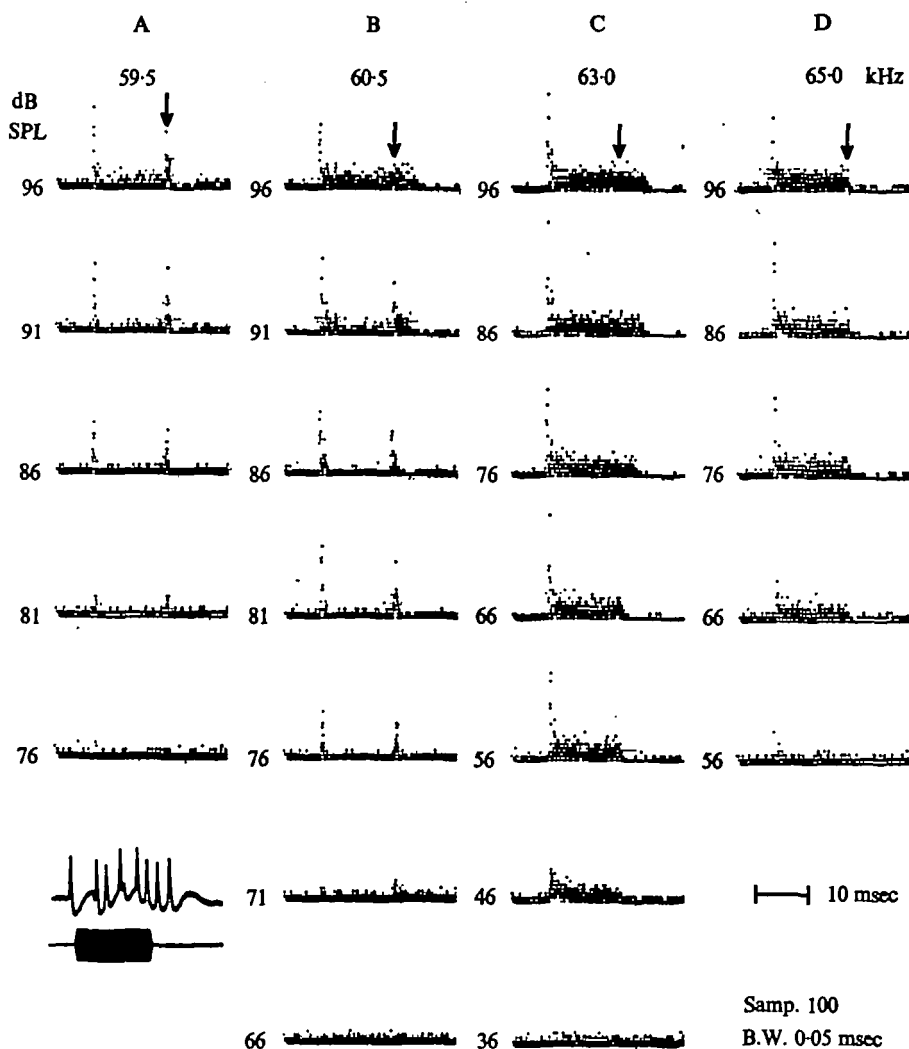 A B C D
59·5 60·5 63·0 65·0 kHz
dB
SPL
96 96 96 96
91 91 86 86
86 86 76 76
81 81 66 66
76 76 56 56
71 46 10 msec
Samp. 100
66 36 B.W. 0·05 msec